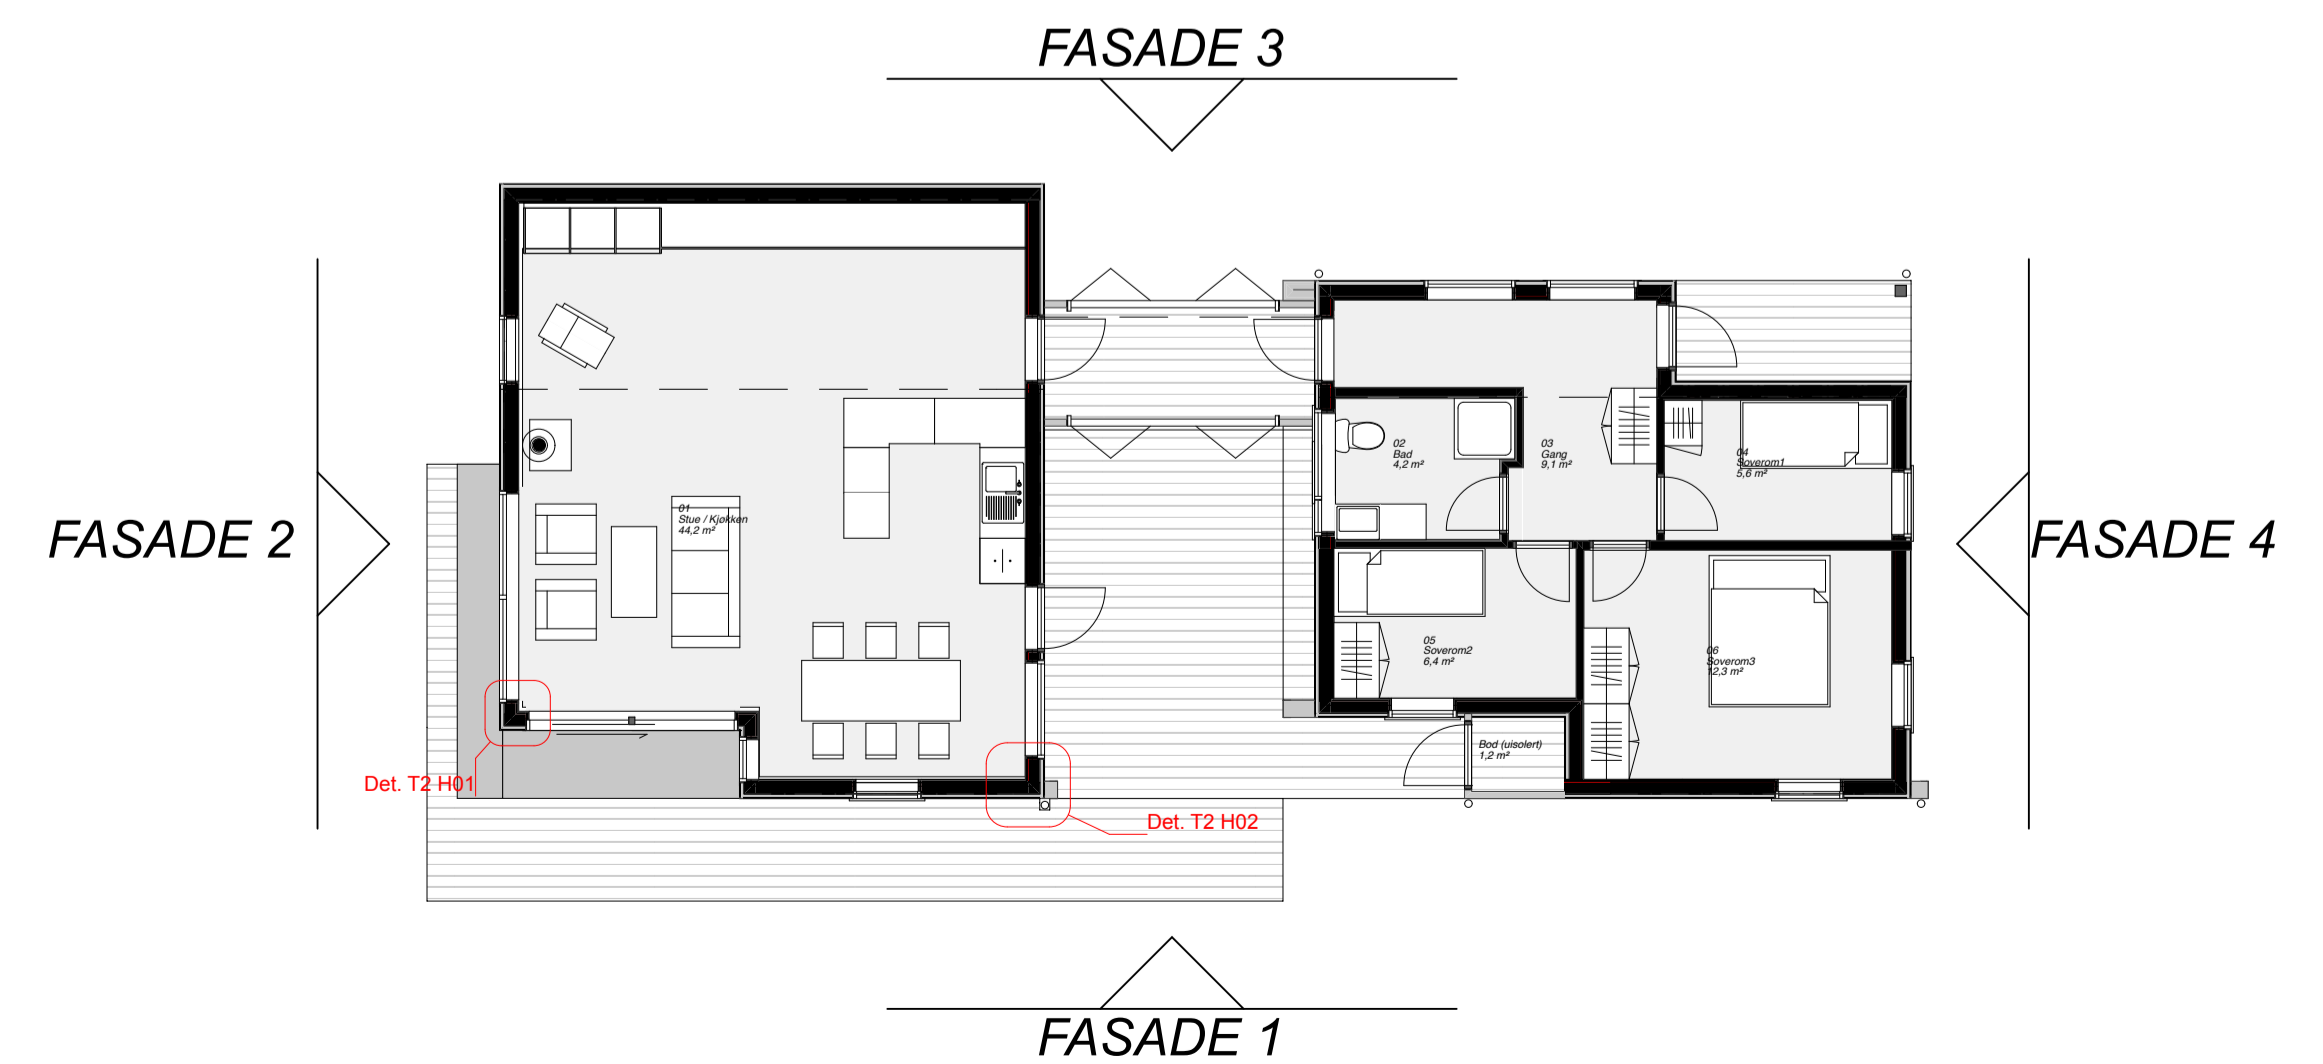 FASADE 3
FASADE 2
FASADE 4
01
Stue / Kjøkken
44,2 m²
02
Bad
4,2 m²
03
Gang
9,1 m²
04
Soverom1
5,6 m²
05
Soverom2
6,4 m²
06
Soverom3
12,3 m²
Bod (uisolert)
1,2 m²
Det. T2 H01
Det. T2 H02
FASADE 1